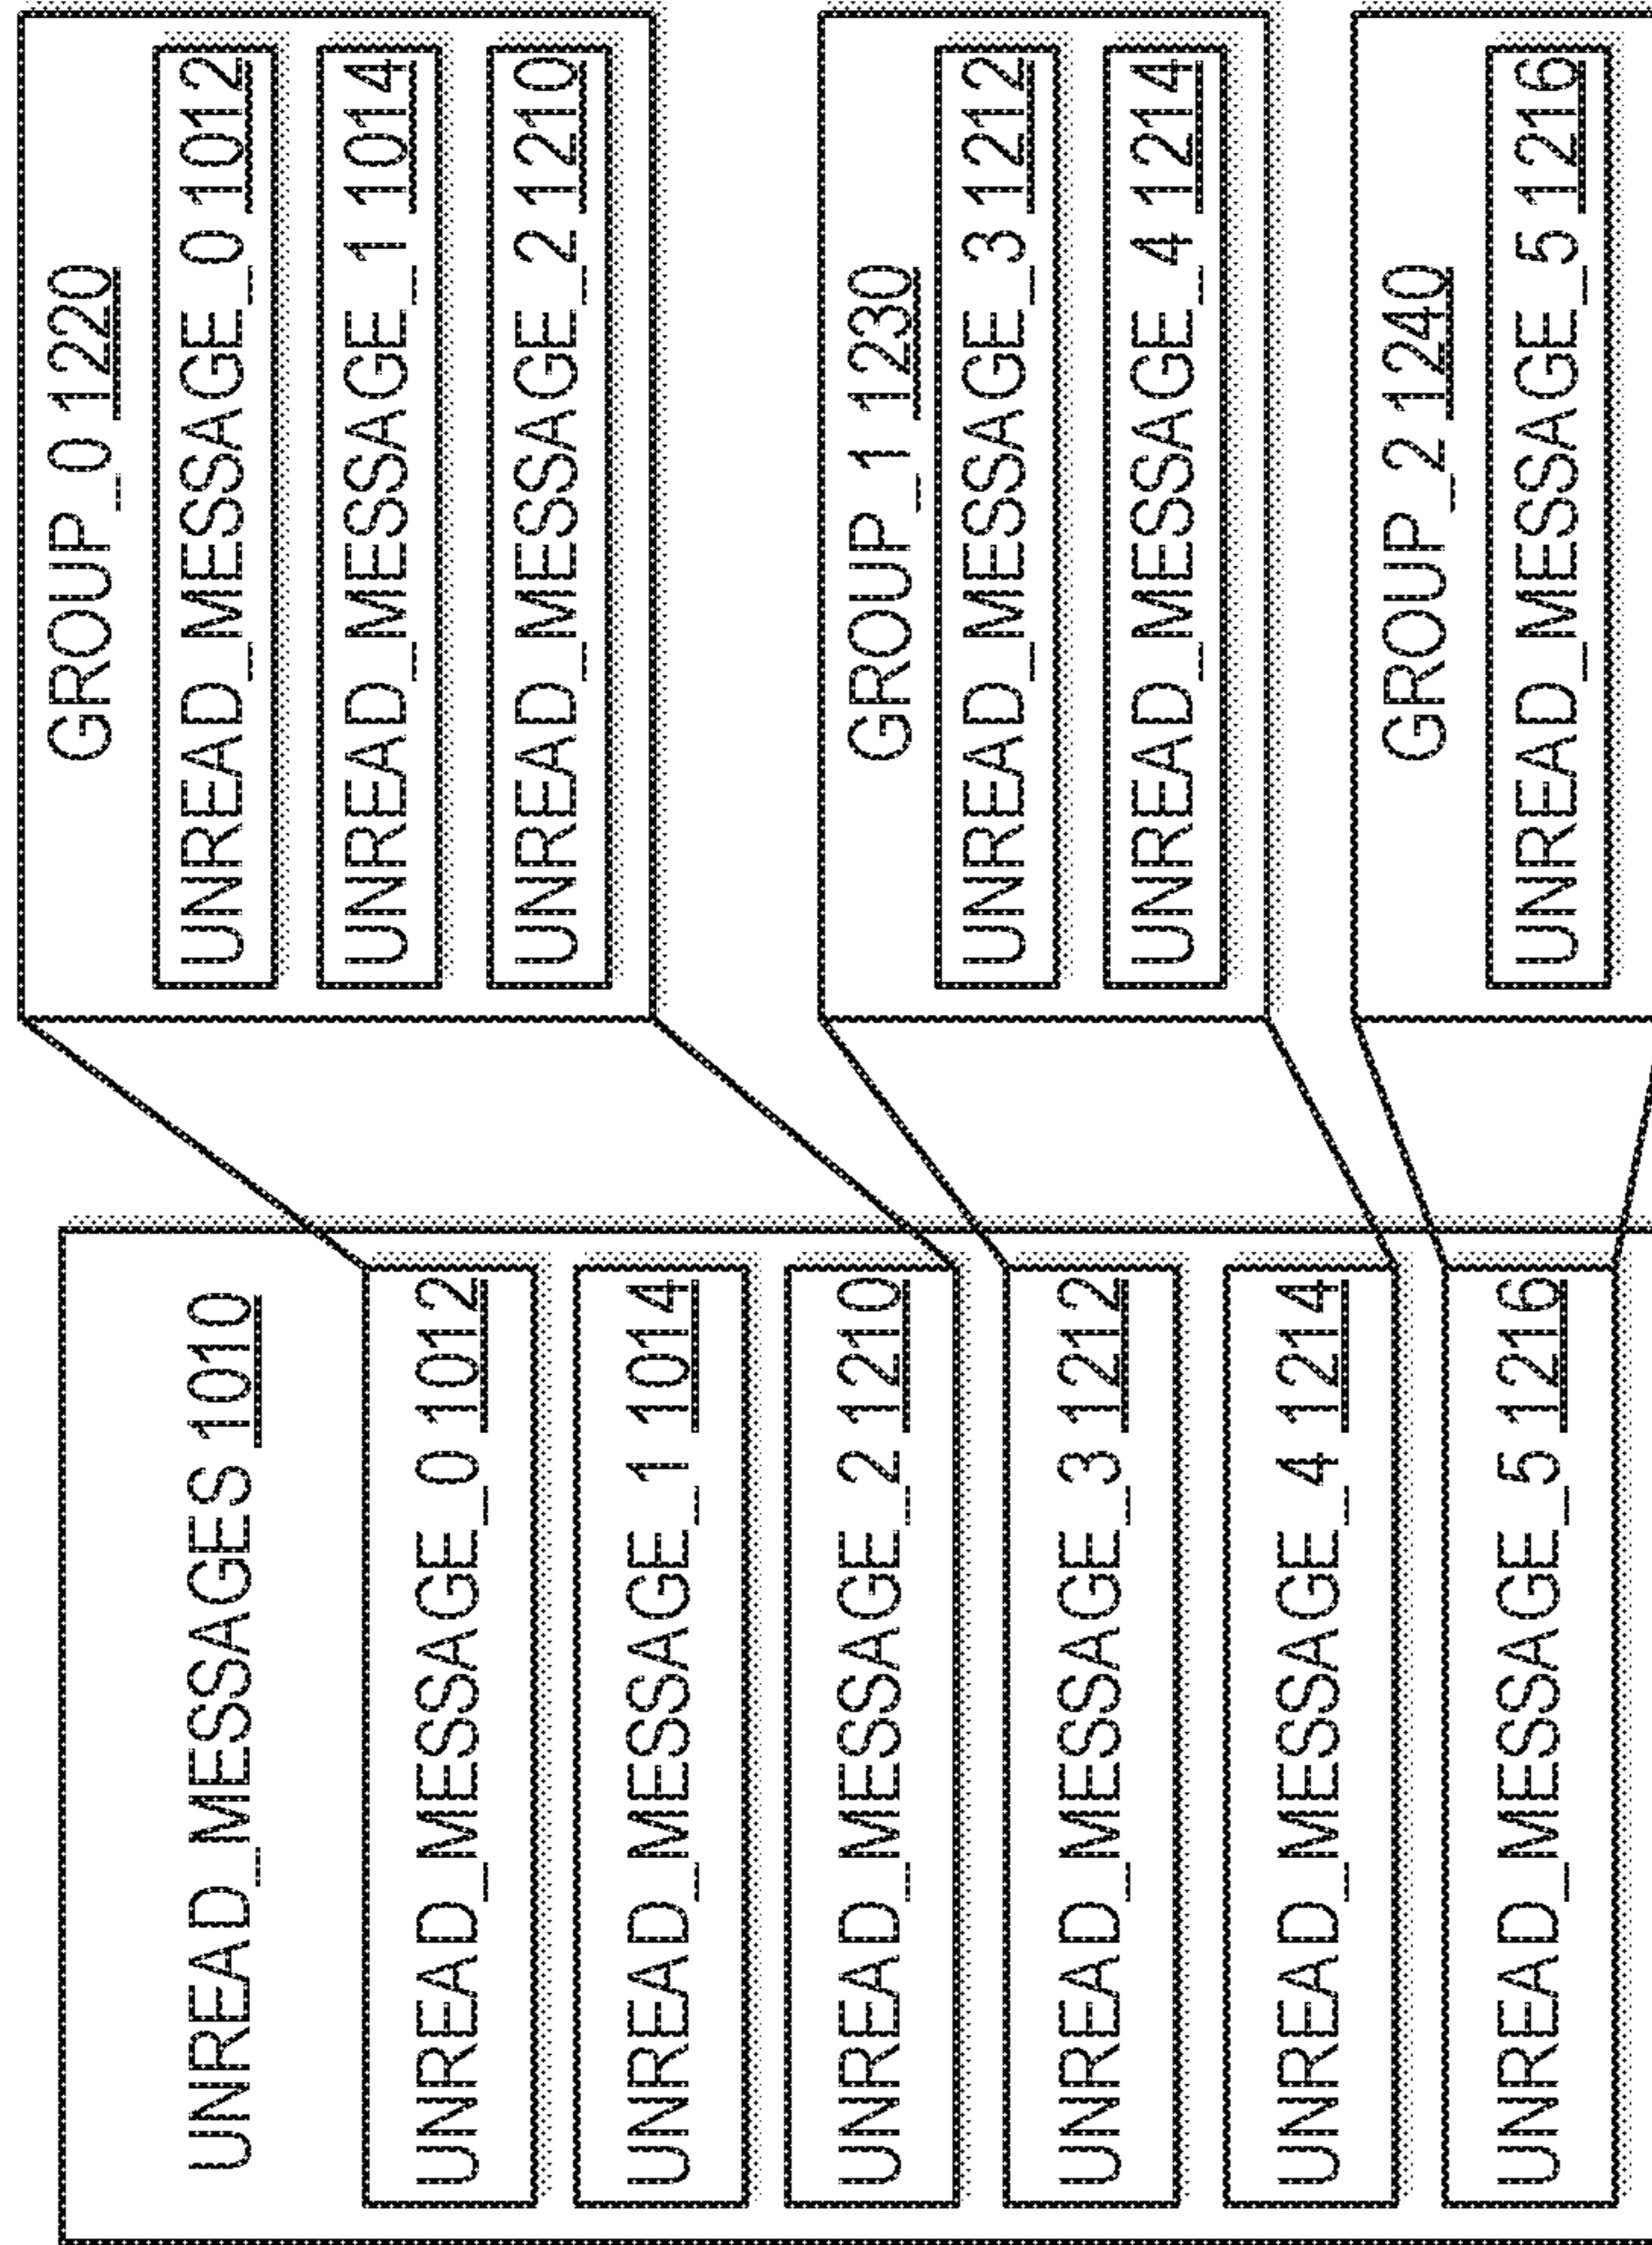 UNREAD_MESSAGES 1010
UNREAD_MESSAGE_0 1012
UNREAD_MESSAGE_1 1014
UNREAD_MESSAGE_2 1210
UNREAD_MESSAGE_3 1212
UNREAD_MESSAGE_4 1214
UNREAD_MESSAGE_5 1216
GROUP_0 1220
UNREAD_MESSAGE_0 1012
UNREAD_MESSAGE_1 1014
UNREAD_MESSAGE_2 1210
GROUP_1 1230
UNREAD_MESSAGE_3 1212
UNREAD_MESSAGE_4 1214
GROUP_2 1240
UNREAD_MESSAGE_5 1216